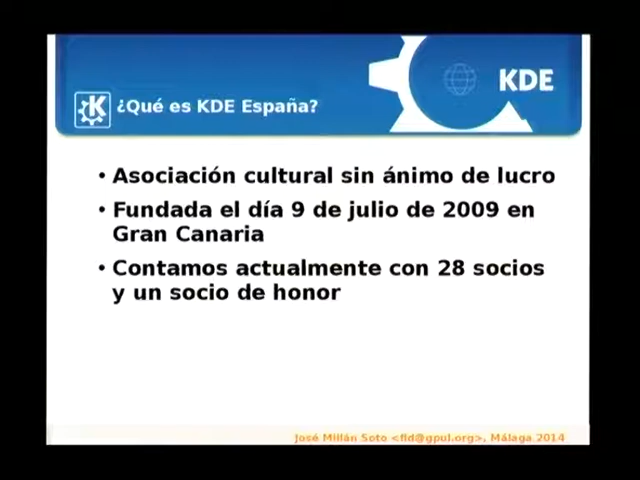 KDE
¿Qué es KDE España?
• Asociación cultural sin ánimo de lucro
• Fundada el día 9 de julio de 2009 en
Gran Canaria
• Contamos actualmente con 28 socios
y un socio de honor
José Millán Soto <fid@gpul.org>, Málaga 2014